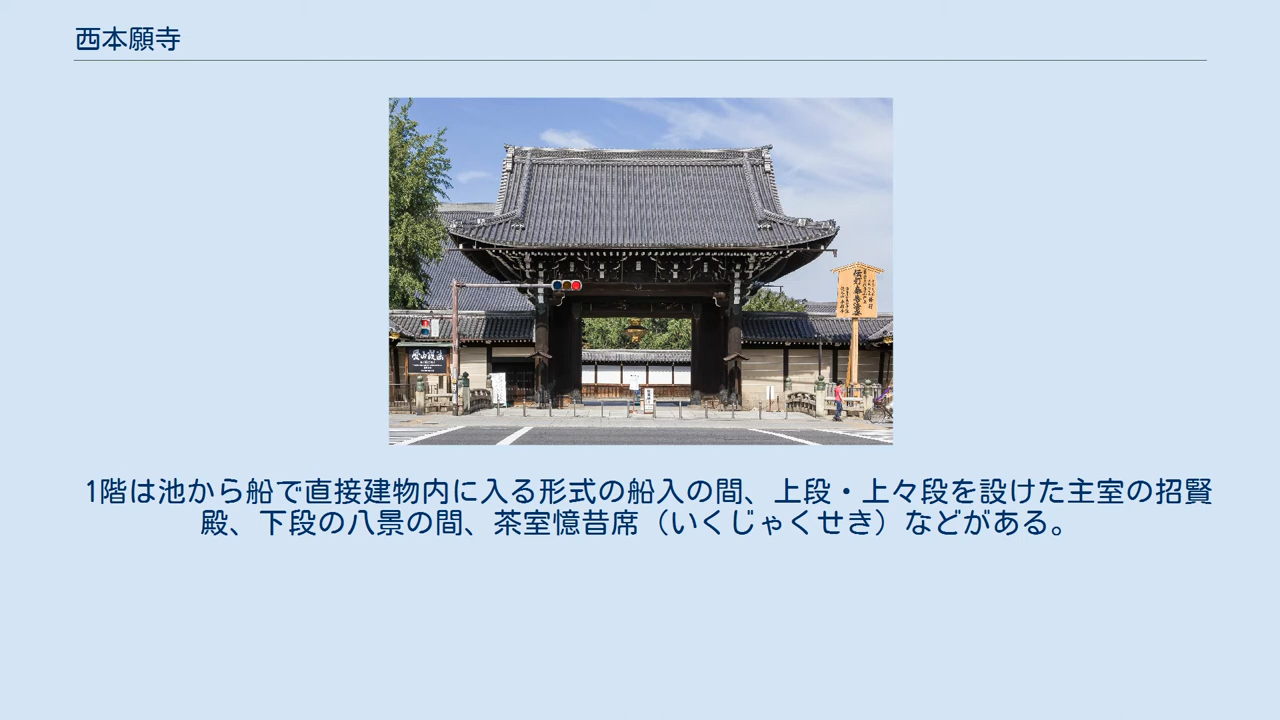 西本願寺
1階は池から船で直接建物内に入る形式の船入の間、上段・上々段を設けた主室の招賢
殿、下段の八景の間、茶室憶昔席（いくじゃくせき）などがある。